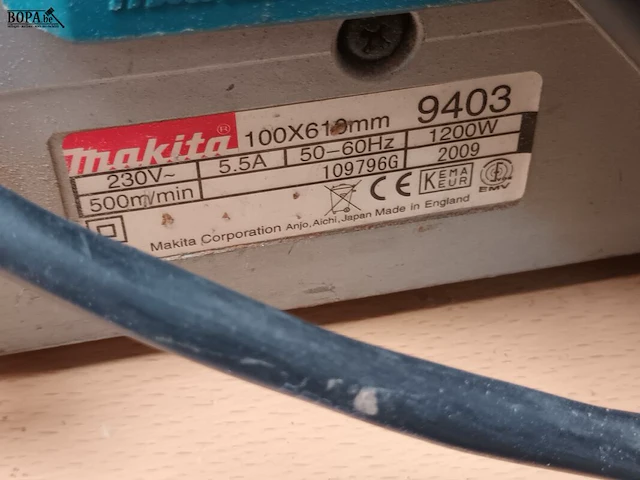 BOPA.be
makita® 100X610mm 9403
230V~ 5.5A 50-60Hz 1200W
500m/min 109796G 2009
CE KEMA KEUR EMV
Makita Corporation Anjo, Aichi, Japan Made in England